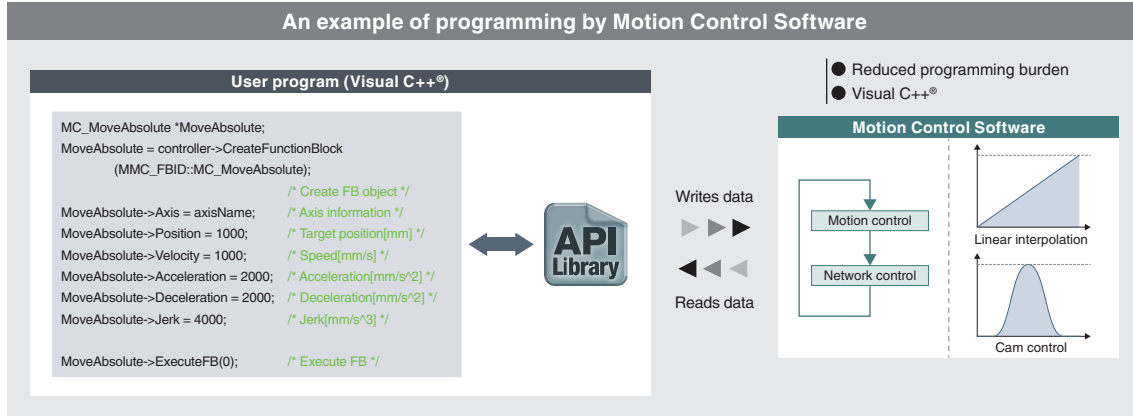 An example of programming by Motion Control Software
User program (Visual C++®)
MC_MoveAbsolute *MoveAbsolute;
MoveAbsolute = controller->CreateFunctionBlock
(MMC_FBID::MC_MoveAbsolute);
/* Create FB object */
MoveAbsolute->Axis = axisName; /* Axis information */
MoveAbsolute->Position = 1000; /* Target position[mm] */
MoveAbsolute->Velocity = 1000; /* Speed[mm/s] */
MoveAbsolute->Acceleration = 2000; /* Acceleration[mm/s^2] */
MoveAbsolute->Deceleration = 2000; /* Deceleration[mm/s^2] */
MoveAbsolute->Jerk = 4000; /* Jerk[mm/s^3] */
MoveAbsolute->ExecuteFB(0); /* Execute FB */
API
Library
Writes data
Reads data
● Reduced programming burden
● Visual C++®
Motion Control Software
Motion control
Network control
Linear interpolation
Cam control